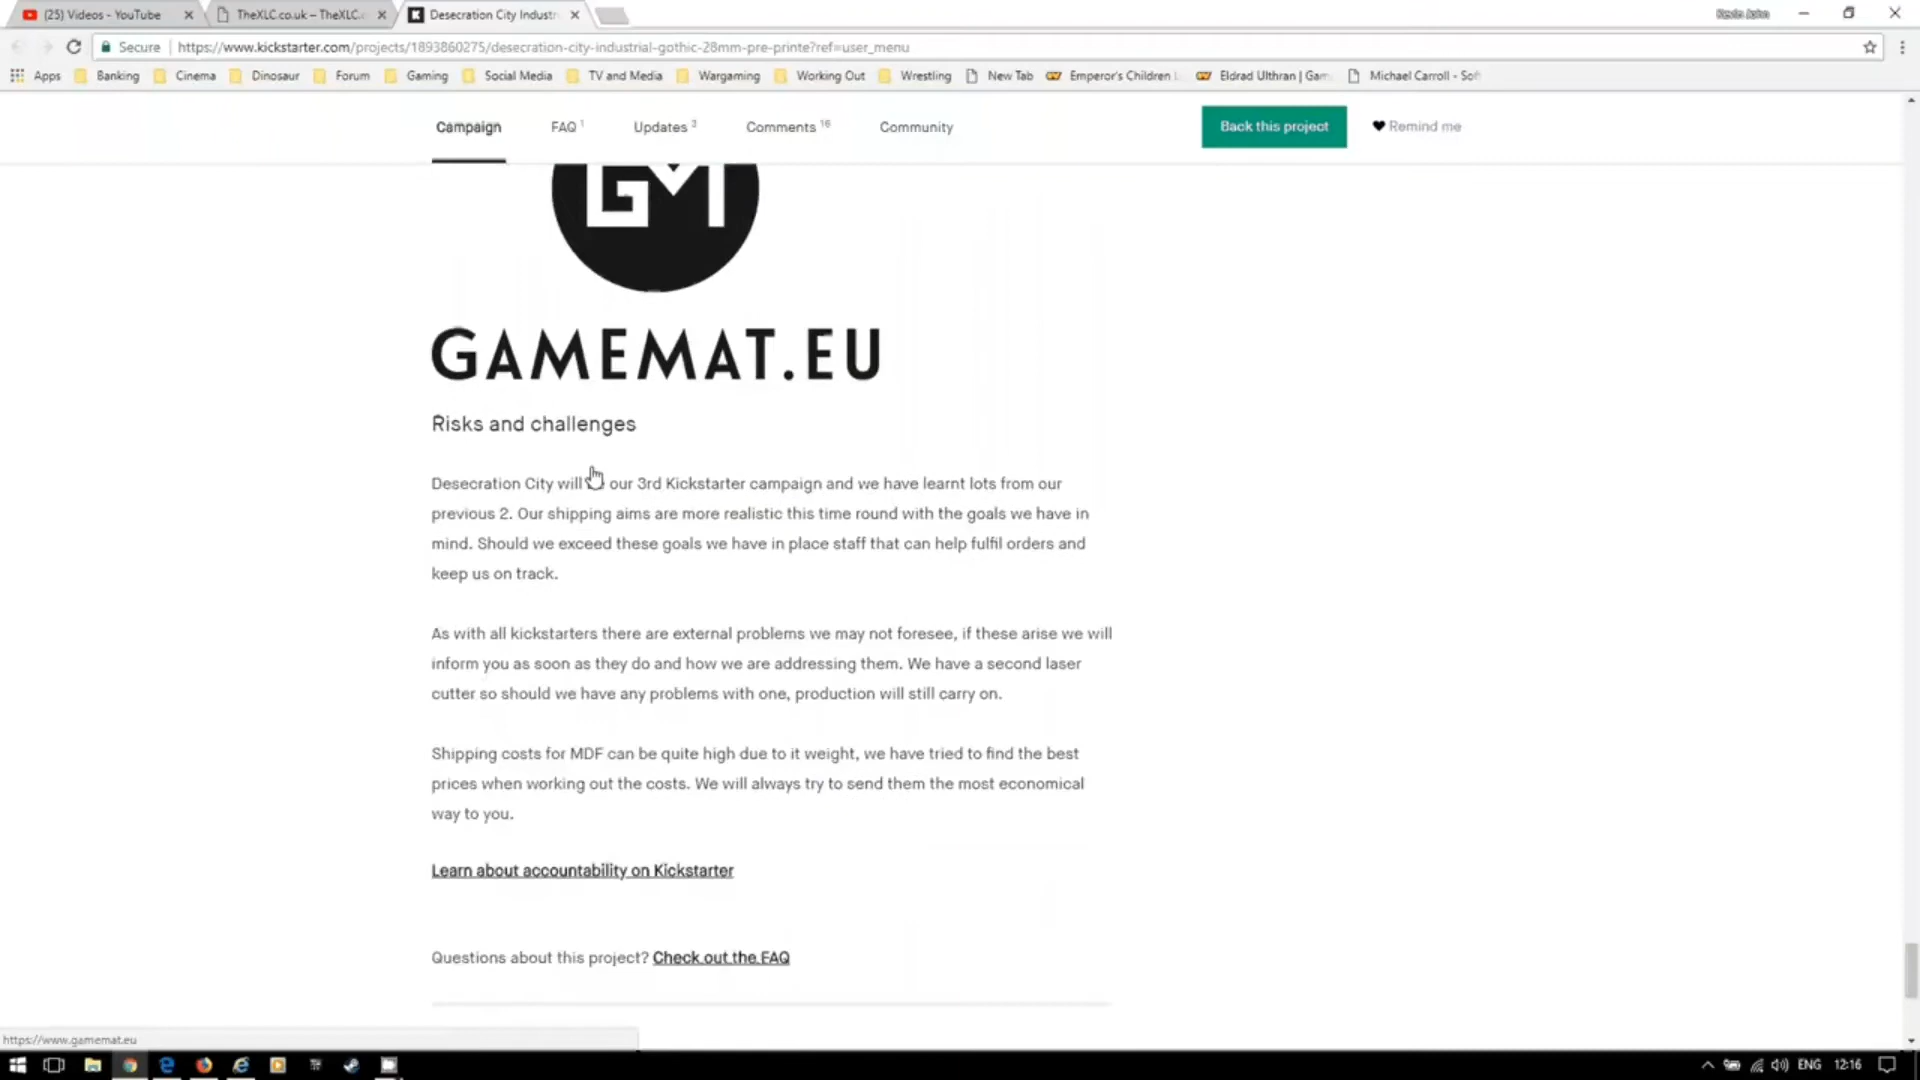 (25) Videos - YouTube
TheXLC.co.uk – TheXLC.
Desecration City Industr
Kevin John
Secure
https://www.kickstarter.com/projects/1893860275/desecration-city-industrial-gothic-28mm-pre-printe?ref=user_menu
Apps Banking Cinema Dinosaur Forum Gaming Social Media TV and Media Wargaming Working Out Wrestling New Tab Emperor's Children Eldrad Ulthran | Gam Michael Carroll - Sof
Campaign FAQ 1 Updates 3 Comments 16 Community Back this project Remind me
GM
GAMEMAT.EU
Risks and challenges
Desecration City will our 3rd Kickstarter campaign and we have learnt lots from our
previous 2. Our shipping aims are more realistic this time round with the goals we have in
mind. Should we exceed these goals we have in place staff that can help fulfil orders and
keep us on track.
As with all kickstarters there are external problems we may not foresee, if these arise we will
inform you as soon as they do and how we are addressing them. We have a second laser
cutter so should we have any problems with one, production will still carry on.
Shipping costs for MDF can be quite high due to it weight, we have tried to find the best
prices when working out the costs. We will always try to send them the most economical
way to you.
Learn about accountability on Kickstarter
Questions about this project? Check out the FAQ
https://www.gamemat.eu
ENG 12:16